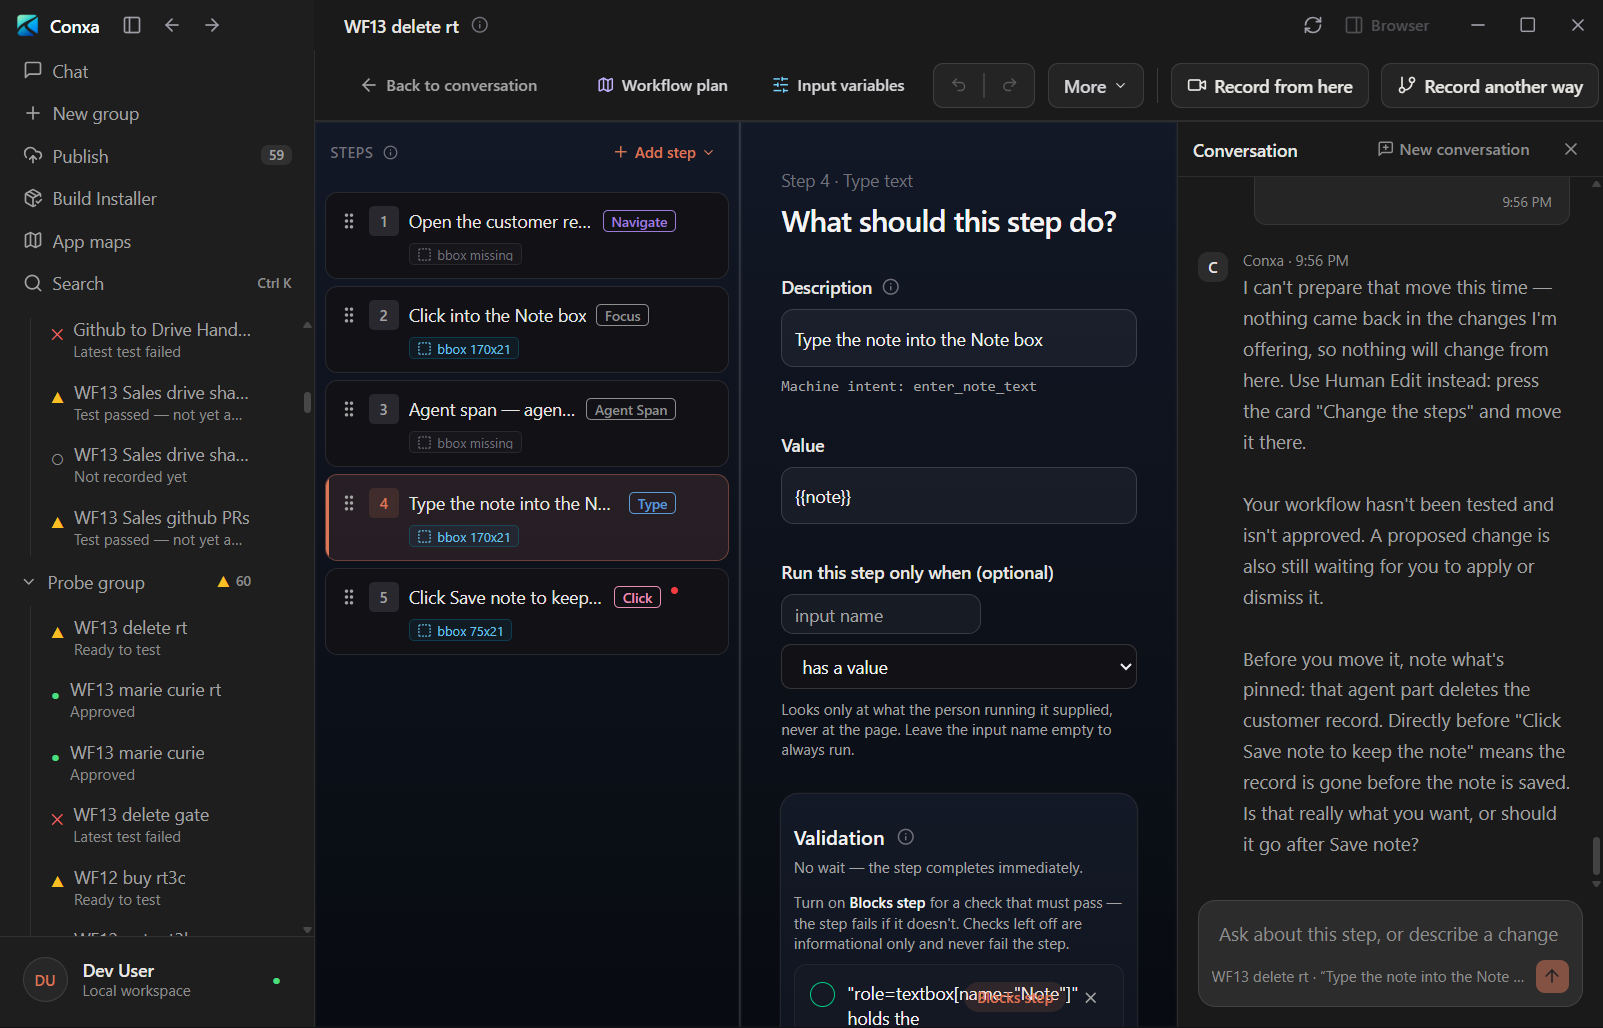 Conxa
WF13 delete rt
Browser
Chat
New group
Publish
59
Build Installer
App maps
Search
Ctrl K
Github to Drive Hand...
Latest test failed
WF13 Sales drive sha...
Test passed — not yet a...
WF13 Sales drive sha...
Not recorded yet
WF13 Sales github PRs
Test passed — not yet a...
Probe group
60
WF13 delete rt
Ready to test
WF13 marie curie rt
Approved
WF13 marie curie
Approved
WF13 delete gate
Latest test failed
WF12 buy rt3c
Ready to test
DU
Dev User
Local workspace
Back to conversation
Workflow plan
Input variables
More
Record from here
Record another way
STEPS
Add step
1
Open the customer re...
Navigate
bbox missing
2
Click into the Note box
Focus
bbox 170x21
3
Agent span — agen...
Agent Span
bbox missing
4
Type the note into the N...
Type
bbox 170x21
5
Click Save note to keep...
Click
bbox 75x21
Step 4 · Type text
What should this step do?
Description
Type the note into the Note box
Machine intent: enter_note_text
Value
{{note}}
Run this step only when (optional)
input name
has a value
Looks only at what the person running it supplied,
never at the page. Leave the input name empty to
always run.
Validation
No wait — the step completes immediately.
Turn on Blocks step for a check that must pass —
the step fails if it doesn't. Checks left off are
informational only and never fail the step.
"role=textbox[name="Note"]"
Blocks step
holds the
Conversation
New conversation
9:56 PM
C
Conxa · 9:56 PM
I can't prepare that move this time —
nothing came back in the changes I'm
offering, so nothing will change from
here. Use Human Edit instead: press
the card "Change the steps" and move
it there.
Your workflow hasn't been tested and
isn't approved. A proposed change is
also still waiting for you to apply or
dismiss it.
Before you move it, note what's
pinned: that agent part deletes the
customer record. Directly before "Click
Save note to keep the note" means the
record is gone before the note is saved.
Is that really what you want, or should
it go after Save note?
Ask about this step, or describe a change
WF13 delete rt · “Type the note into the Note ...